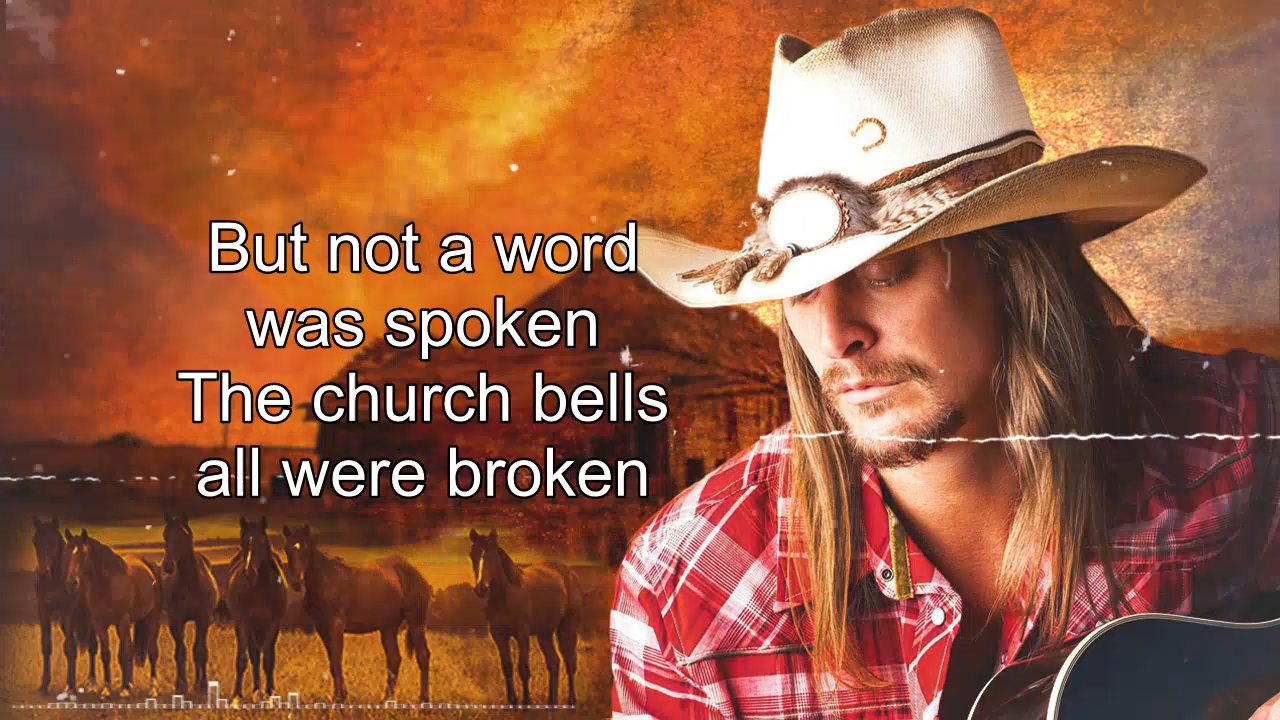 But not a word
was spoken
The church bells
all were broken